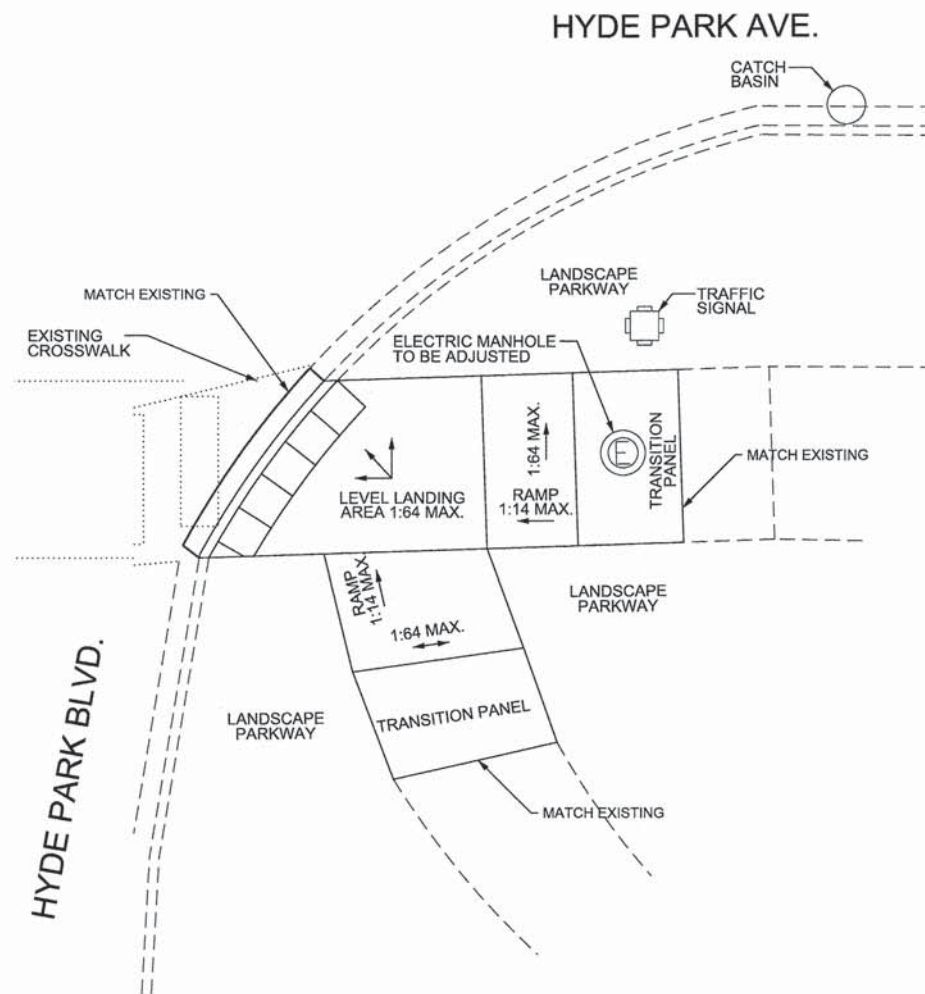 HYDE PARK AVE.
CATCH
BASIN
LANDSCAPE
PARKWAY
TRAFFIC
SIGNAL
MATCH EXISTING
EXISTING
CROSSWALK
ELECTRIC MANHOLE
TO BE ADJUSTED
1:64 MAX.
E
TRANSITION
PANEL
MATCH EXISTING
LEVEL LANDING
AREA 1:64 MAX.
RAMP
1:14 MAX.
RAMP
1:14 MAX.
LANDSCAPE
PARKWAY
1:64 MAX.
HYDE PARK BLVD.
LANDSCAPE
PARKWAY
TRANSITION PANEL
MATCH EXISTING